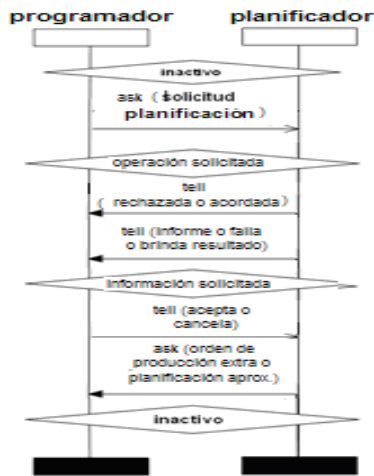 programador planificador
inactivo
ask (solicitud
planificación)
operación solicitada
tell
( rechazada o acordada)
tell (informe o falla
o brinda resultado)
información solicitada
tell (acepta o
cancela)
ask (orden de
producción extra o
planificación aprox.)
inactivo